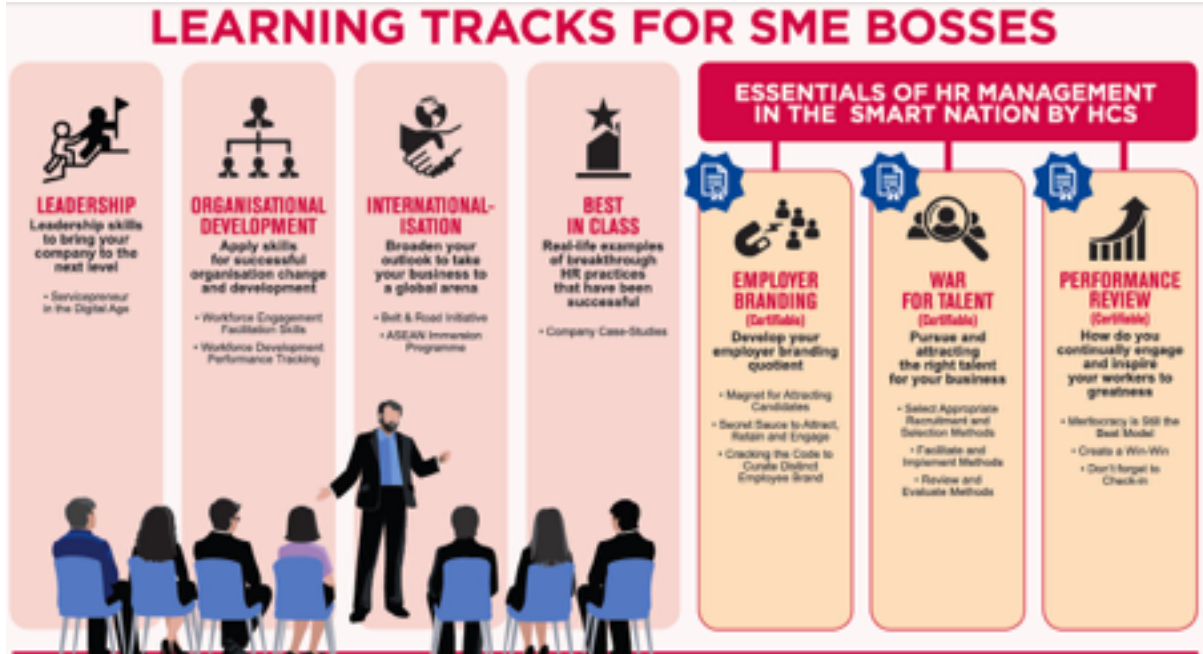 LEARNING TRACKS FOR SME BOSSES
LEADERSHIP
Leadership skills
to bring your
company to the
next level
• Servicepreneur
in the Digital Age
ORGANISATIONAL
DEVELOPMENT
Apply skills
for successful
organisation change
and development
• Workforce Engagement
Facilitation Skills
• Workforce Development
Performance Tracking
INTERNATIONAL-
ISATION
Broaden your
outlook to take
your business to
a global arena
• Belt & Road Initiative
• ASEAN Immersion
Programme
BEST
IN CLASS
Real-life examples
of breakthrough
HR practices
that have been
successful
• Company Case-Studies
ESSENTIALS OF HR MANAGEMENT
IN THE SMART NATION BY HCS
EMPLOYER
BRANDING
(Certifiable)
Develop your
employer branding
quotient
• Magnet for Attracting
Candidates
• Secret Sauce to Attract,
Retain and Engage
• Cracking the Code to
Curate Distinct
Employee Brand
WAR
FOR TALENT
(Certifiable)
Pursue and
attracting
the right talent
for your business
• Select Appropriate
Recruitment and
Selection Methods
• Facilitate and
Implement Methods
• Review and
Evaluate Methods
PERFORMANCE
REVIEW
(Certifiable)
How do you
continually engage
and inspire
your workers to
greatness
• Meritocracy is Still the
Best Model
• Create a Win-Win
• Don't forget to
Check-in